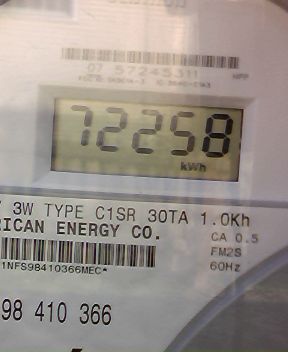 07 57245311
72258
kWh
3W TYPE C1SR 30TA 1.0Kh
RICAN ENERGY CO.
CA 0.5
FM2S
1NFS98410366MEC*
60Hz
98 410 366